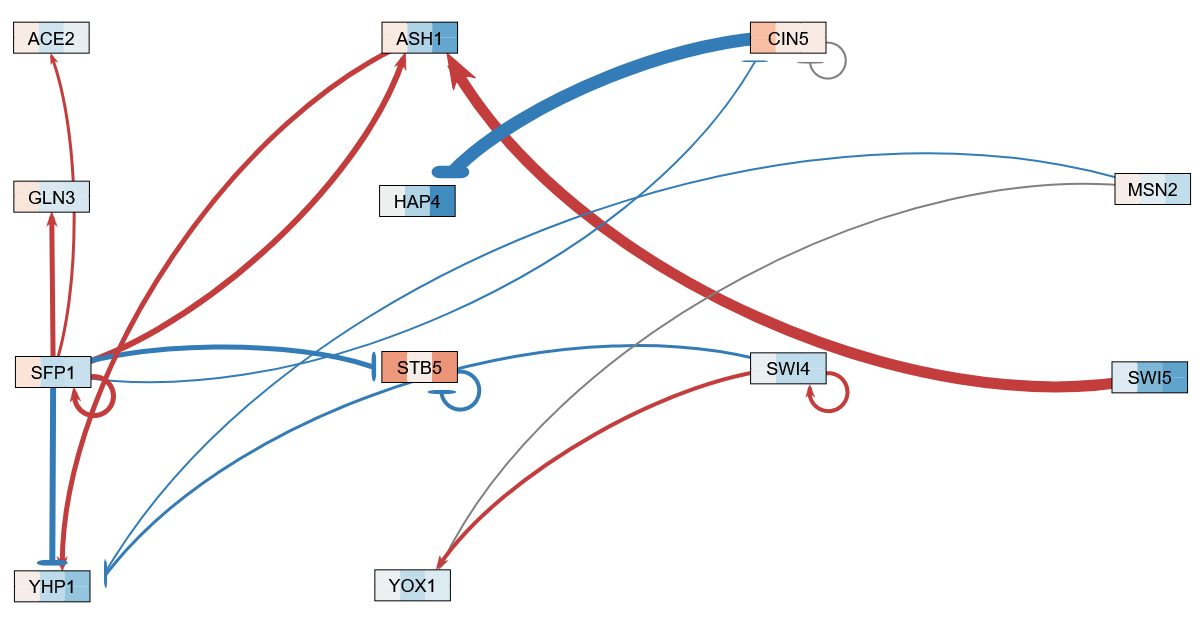 ACE2
ASH1
CIN5
GLN3
HAP4
MSN2
SFP1
STB5
SWI4
SWI5
YHP1
YOX1